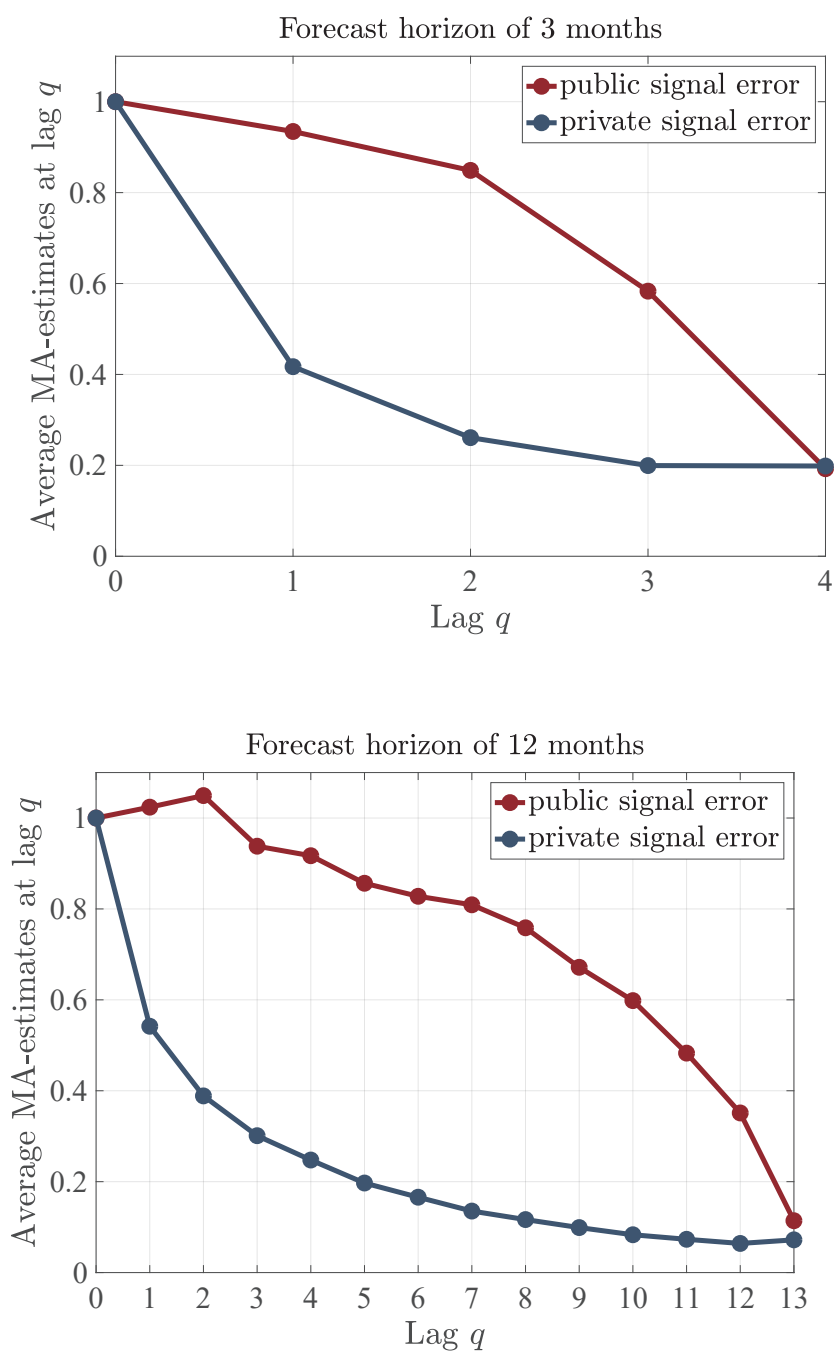 Forecast horizon of 3 months
public signal error
private signal error
Average MA-estimates at lag q
1
0.8
0.6
0.4
0.2
0
0 1 2 3 4
Lag q
Forecast horizon of 12 months
public signal error
private signal error
Average MA-estimates at lag q
1
0.8
0.6
0.4
0.2
0
0 1 2 3 4 5 6 7 8 9 10 11 12 13
Lag q